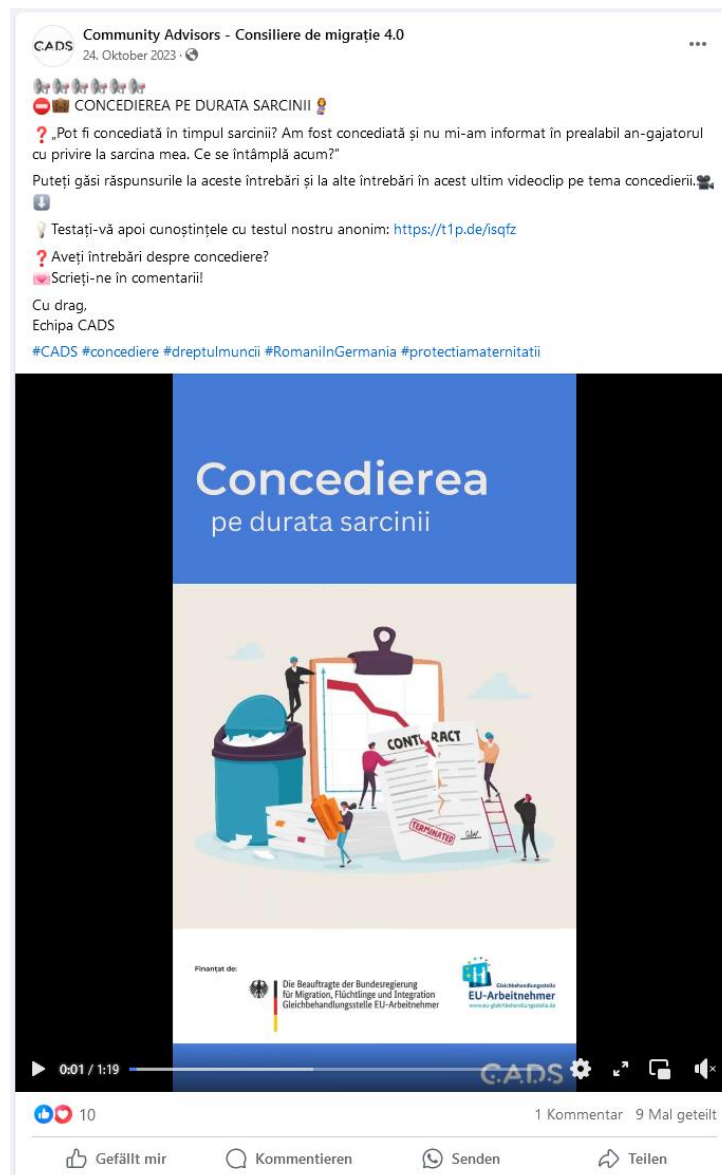 CADS
Community Advisors - Consiliere de migrație 4.0
24. Oktober 2023 ·
CONCEDIEREA PE DURATA SARCINII
„Pot fi concediată în timpul sarcinii? Am fost concediată și nu mi-am informat în prealabil an-gajatorul
cu privire la sarcina mea. Ce se întâmplă acum?"
Puteți găsi răspunsurile la aceste întrebări și la alte întrebări în acest ultim videoclip pe tema concedierii.
Testați-vă apoi cunoștințele cu testul nostru anonim: https://t1p.de/isqfz
Aveți întrebări despre concediere?
Scrieți-ne în comentarii!
Cu drag,
Echipa CADS
#CADS #concediere #dreptulmuncii #RomaniInGermania #protectiamaternitatii
Concedierea
pe durata sarcinii
CONTRACT
TERMINATED
Finanțat de:
Die Beauftragte der Bundesregierung
für Migration, Flüchtlinge und Integration
Gleichbehandlungsstelle EU-Arbeitnehmer
Gleichbehandlungsstelle
EU-Arbeitnehmer
www.eu-gleichbehandlungsstelle.de
0:01 / 1:19
CADS
10
1 Kommentar 9 Mal geteilt
Gefällt mir
Kommentieren
Senden
Teilen